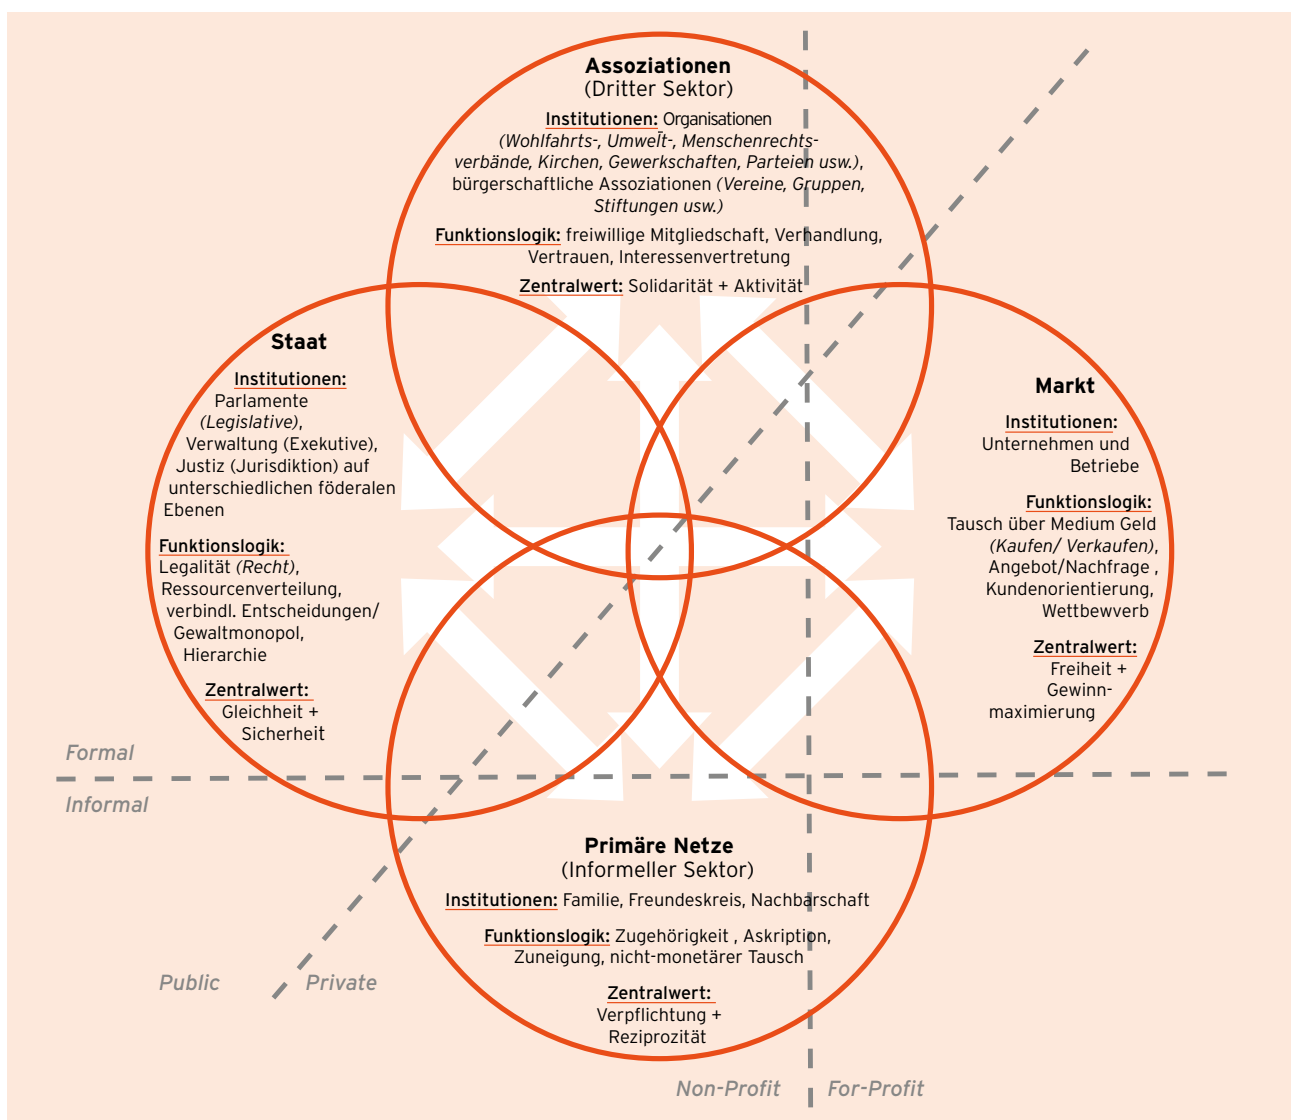 Assoziationen
(Dritter Sektor)
Institutionen: Organisationen
(Wohlfahrts-, Umwelt-, Menschenrechts-
verbände, Kirchen, Gewerkschaften, Parteien usw.),
bürgerschaftliche Assoziationen (Vereine, Gruppen,
Stiftungen usw.)
Funktionslogik: freiwillige Mitgliedschaft, Verhandlung,
Vertrauen, Interessenvertretung
Zentralwert: Solidarität + Aktivität
Staat
Institutionen:
Parlamente
(Legislative),
Verwaltung (Exekutive),
Justiz (Jurisdiktion) auf
unterschiedlichen föderalen
Ebenen
Funktionslogik:
Legalität (Recht),
Ressourcenverteilung,
verbindl. Entscheidungen/
Gewaltmonopol,
Hierarchie
Zentralwert:
Gleichheit +
Sicherheit
Markt
Institutionen:
Unternehmen und
Betriebe
Funktionslogik:
Tausch über Medium Geld
(Kaufen/ Verkaufen),
Angebot/Nachfrage ,
Kundenorientierung,
Wettbewverb
Zentralwert:
Freiheit +
Gewinn-
maximierung
Formal
Informal
Primäre Netze
(Informeller Sektor)
Institutionen: Familie, Freundeskreis, Nachbarschaft
Funktionslogik: Zugehörigkeit , Askription,
Zuneigung, nicht-monetärer Tausch
Zentralwert:
Verpflichtung +
Reziprozität
Public
Private
Non-Profit
For-Profit